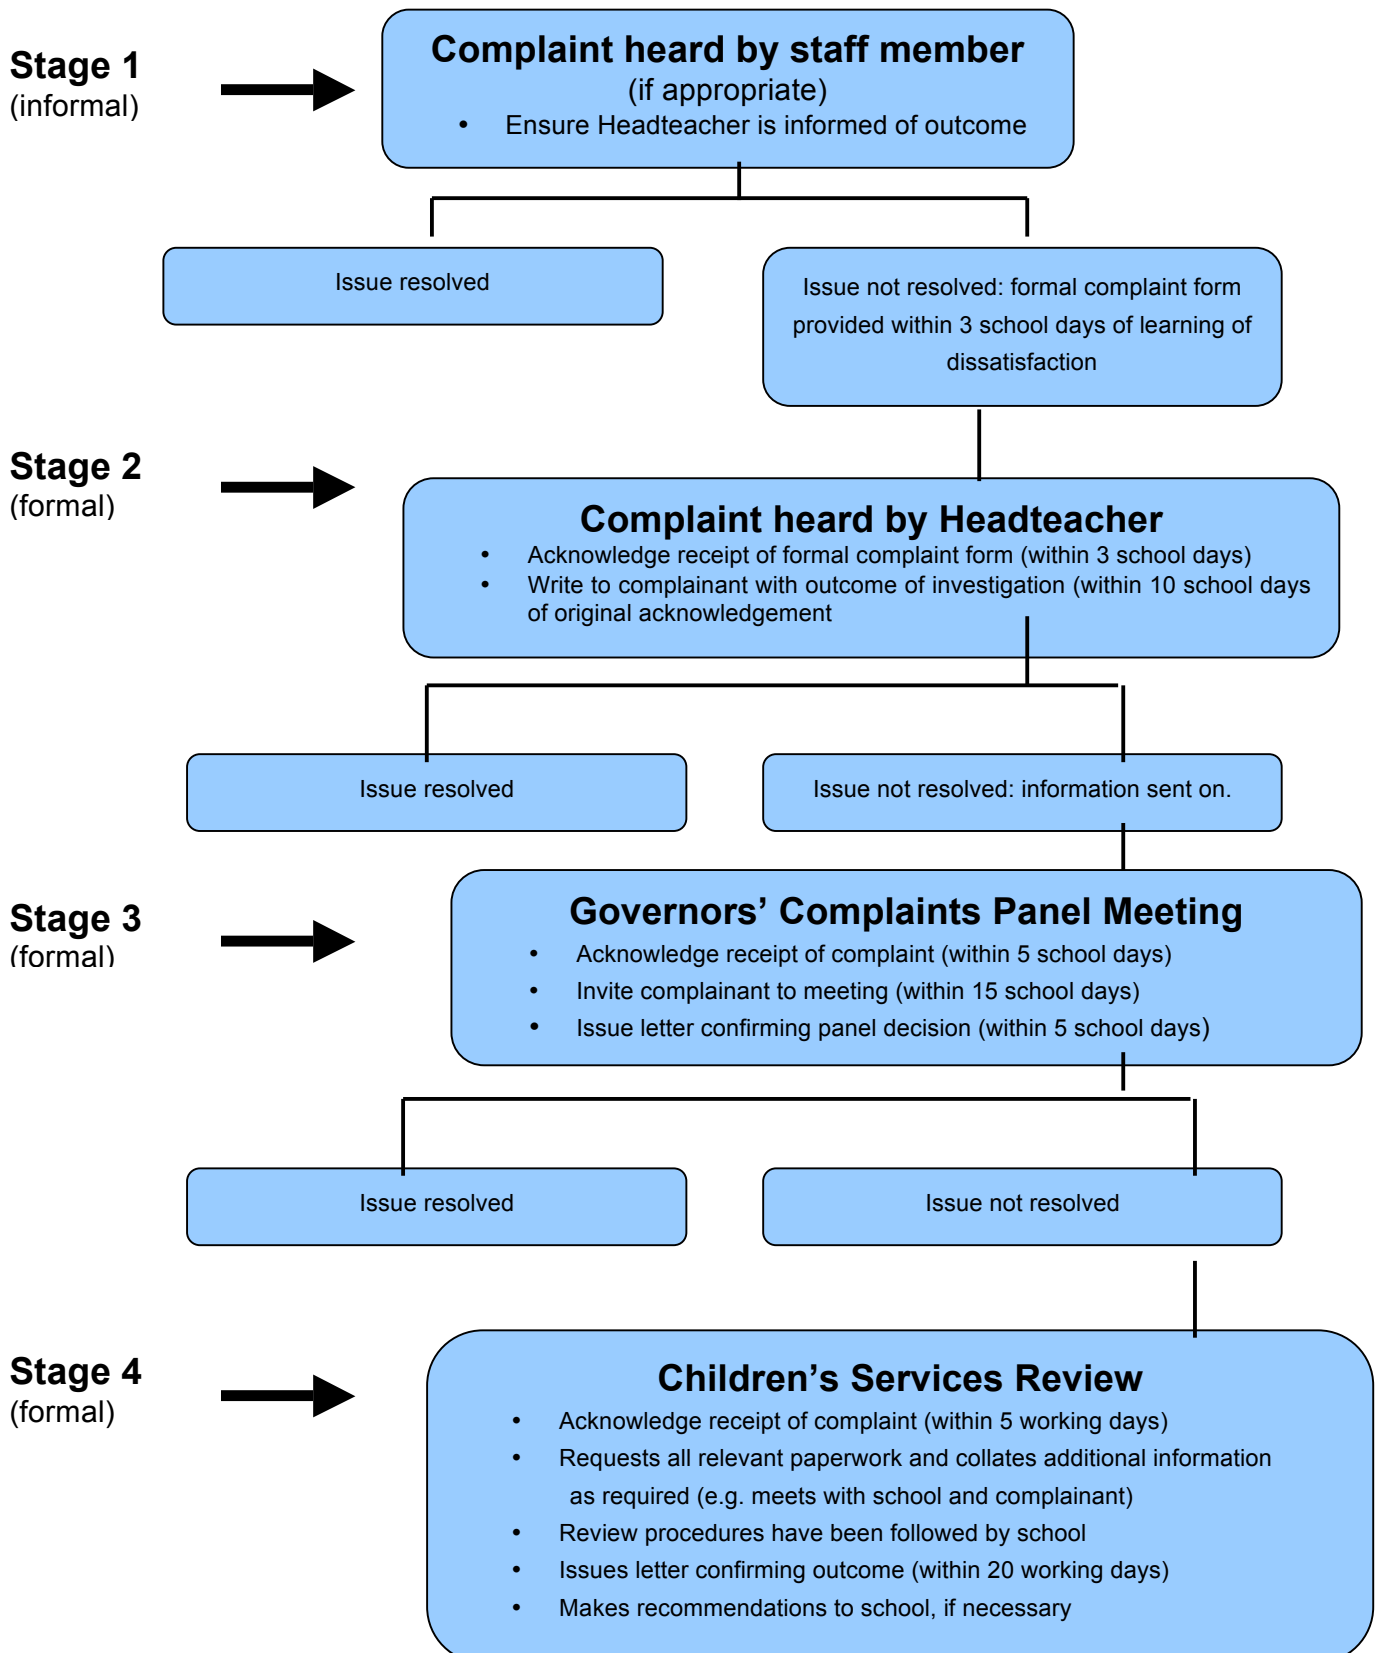 Stage 1
(informal)
Complaint heard by staff member
(if appropriate)
• Ensure Headteacher is informed of outcome
Issue resolved
Issue not resolved: formal complaint form
provided within 3 school days of learning of
dissatisfaction
Stage 2
(formal)
Complaint heard by Headteacher
• Acknowledge receipt of formal complaint form (within 3 school days)
• Write to complainant with outcome of investigation (within 10 school days
of original acknowledgement
Issue resolved
Issue not resolved: information sent on.
Stage 3
(formal)
Governors’ Complaints Panel Meeting
• Acknowledge receipt of complaint (within 5 school days)
• Invite complainant to meeting (within 15 school days)
• Issue letter confirming panel decision (within 5 school days)
Issue resolved
Issue not resolved
Stage 4
(formal)
Children’s Services Review
• Acknowledge receipt of complaint (within 5 working days)
• Requests all relevant paperwork and collates additional information
as required (e.g. meets with school and complainant)
• Review procedures have been followed by school
• Issues letter confirming outcome (within 20 working days)
• Makes recommendations to school, if necessary